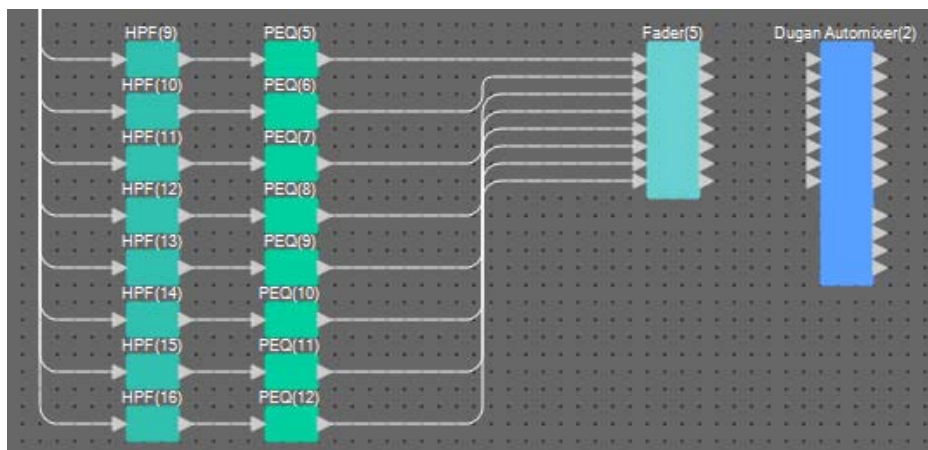 HPF(9) PEQ(5) Fader(5) Dugan Automixer(2)
HPF(10) PEQ(6)
HPF(11) PEQ(7)
HPF(12) PEQ(8)
HPF(13) PEQ(9)
HPF(14) PEQ(10)
HPF(15) PEQ(11)
HPF(16) PEQ(12)